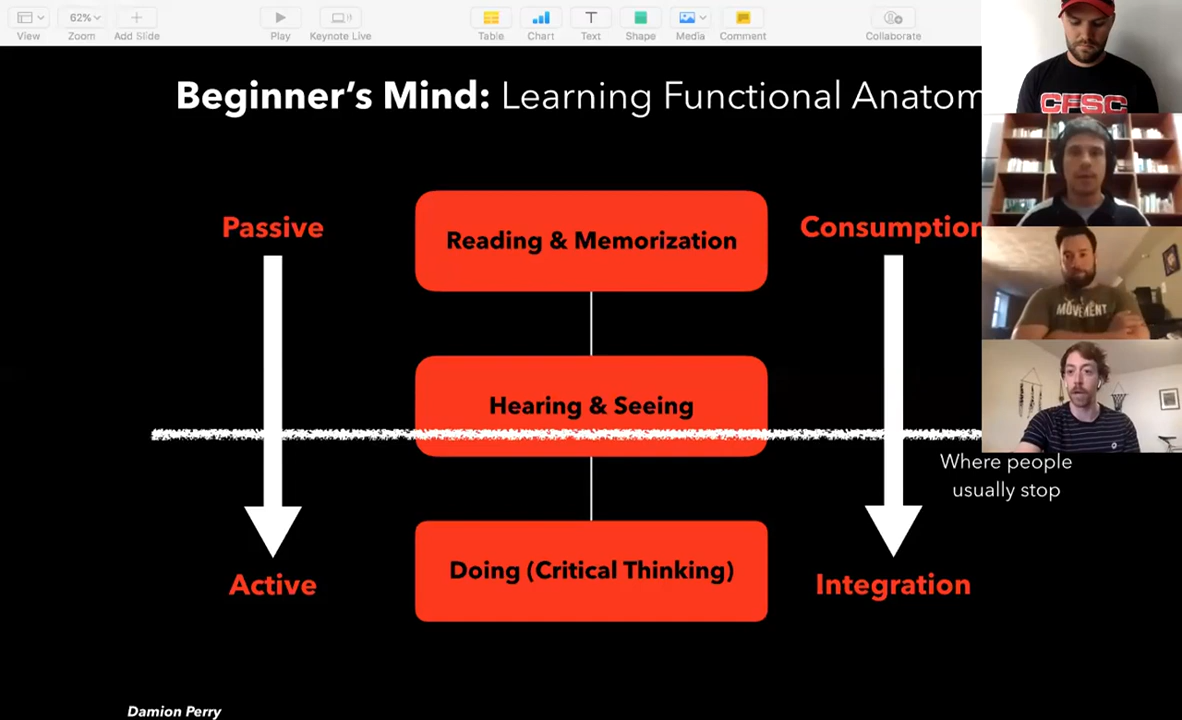 View
62%
Zoom
Add Slide
Play
Keynote Live
Table
Chart
Text
Shape
Media
Comment
Collaborate
Beginner's Mind: Learning Functional Anatom
CFSC
Passive
Reading & Memorization
Consumption
MOVEMENT
Hearing & Seeing
Where people
usually stop
Doing (Critical Thinking)
Active
Integration
Damion Perry